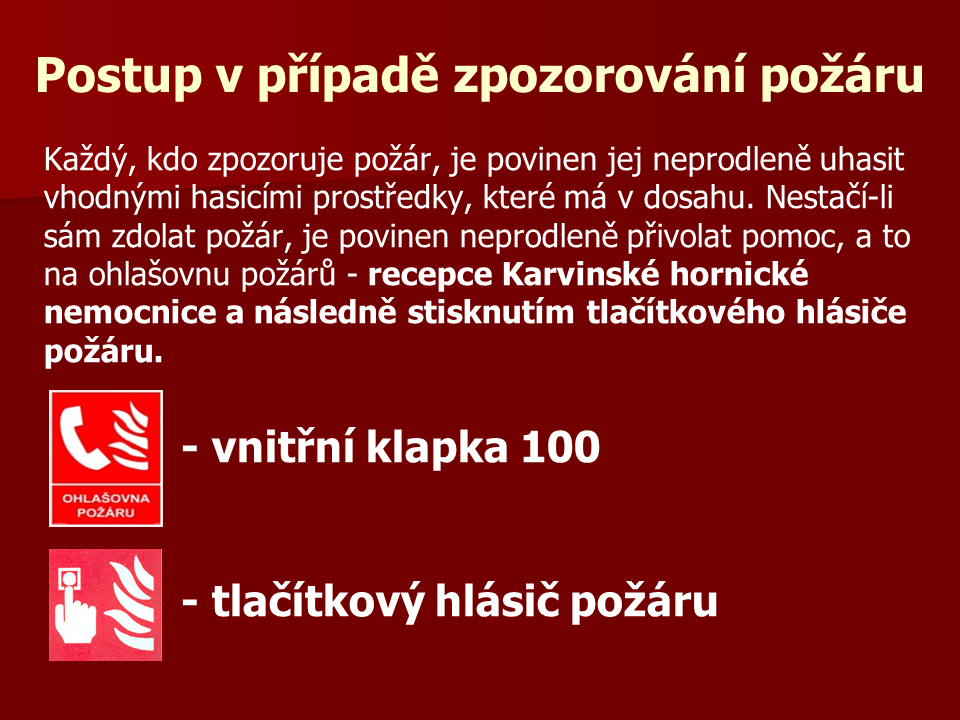 Postup v případě zpozorování požáru
Každý, kdo zpozoruje požár, je povinen jej neprodleně uhasit
vhodnými hasicími prostředky, které má v dosahu. Nestačí-li
sám zdolat požár, je povinen neprodleně přivolat pomoc, a to
na ohlašovnu požárů - recepce Karvinské hornické
nemocnice a následně stisknutím tlačítkového hlásiče
požáru.
- vnitřní klapka 100
OHLAŠOVNA
POŽÁRU
- tlačítkový hlásič požáru